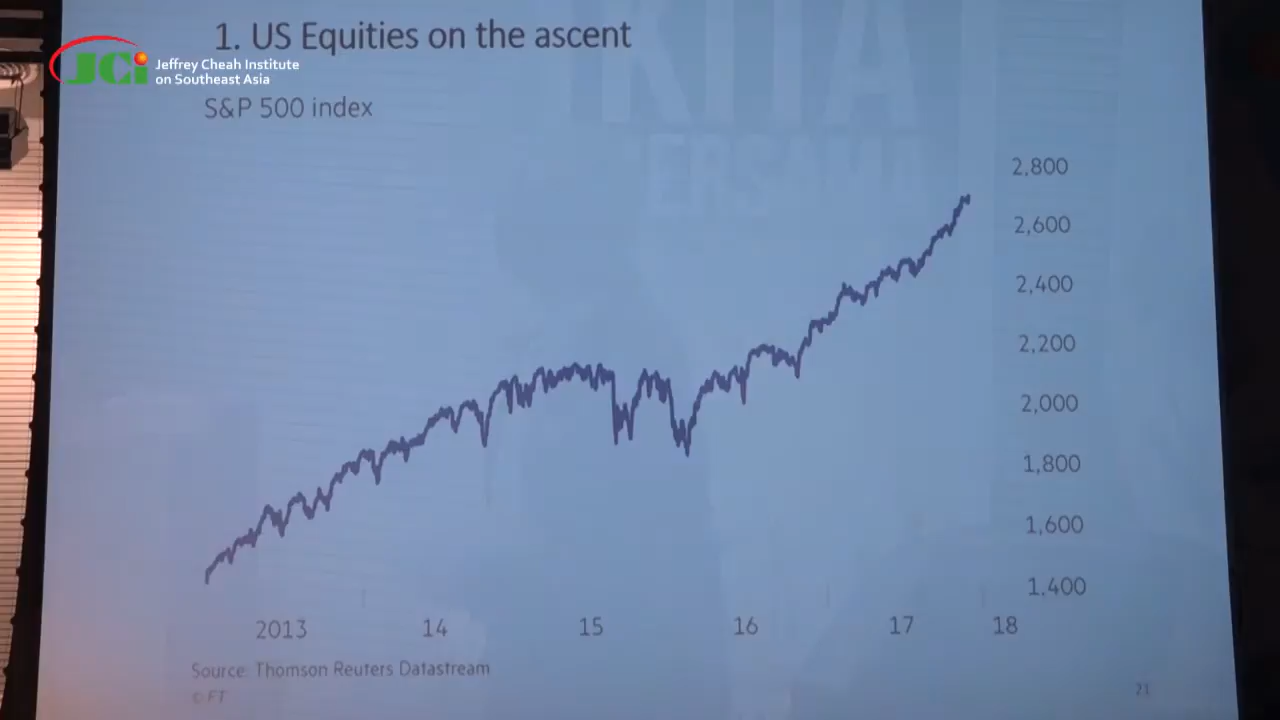 1. US Equities on the ascent
JCi
Jeffrey Cheah Institute
on Southeast Asia
S&P 500 index
KITA
2,800
2,600
2,400
2,200
2,000
1,800
1,600
1.400
2013
14
15
16
17
18
Source: Thomson Reuters Datastream
© FT
21